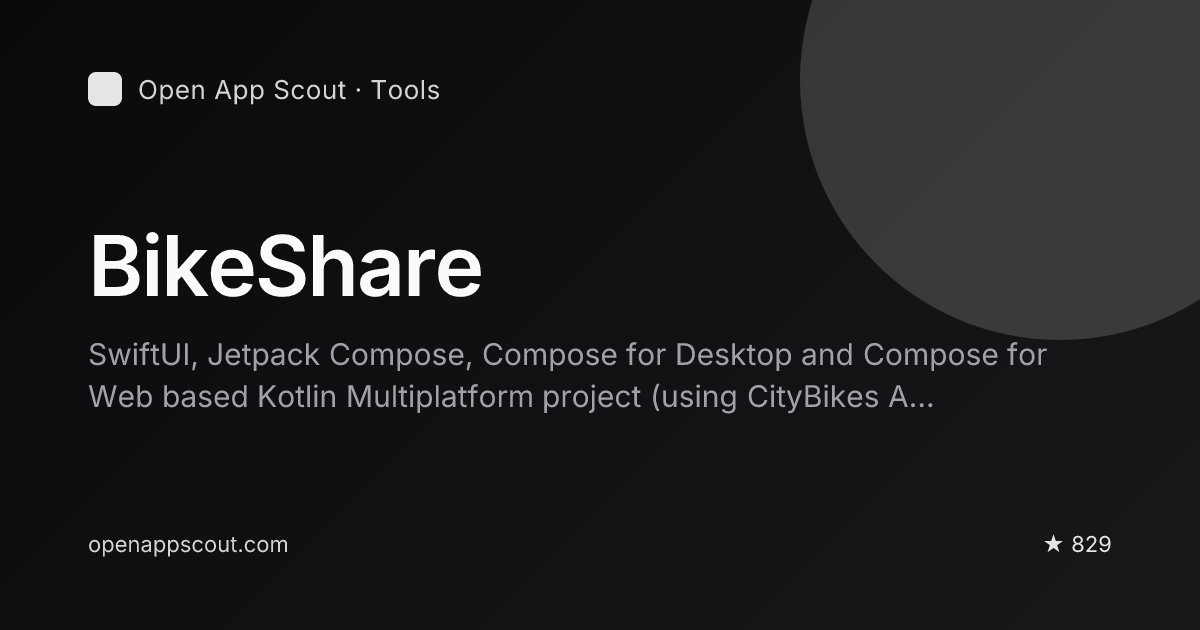 Open App Scout · Tools
BikeShare
SwiftUI, Jetpack Compose, Compose for Desktop and Compose for
Web based Kotlin Multiplatform project (using CityBikes A...
openappscout.com
★ 829